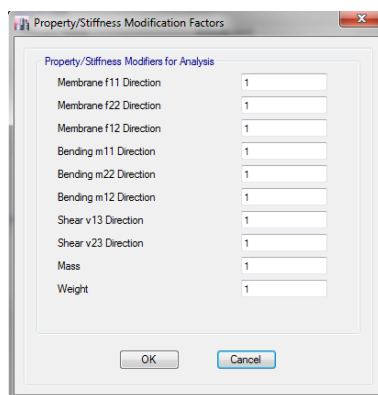 Property/Stiffness Modification Factors
Property/Stiffness Modifiers for Analysis
Membrane f11 Direction 1
Membrane f22 Direction 1
Membrane f12 Direction 1
Bending m11 Direction 1
Bending m22 Direction 1
Bending m12 Direction 1
Shear v13 Direction 1
Shear v23 Direction 1
Mass 1
Weight 1
OK Cancel